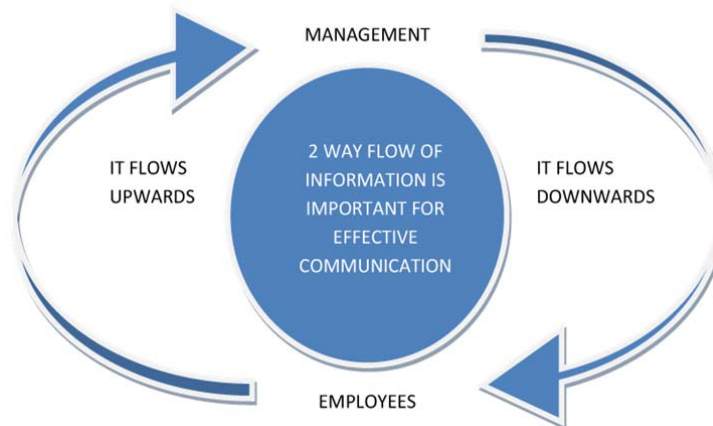 MANAGEMENT
IT FLOWS
UPWARDS
2 WAY FLOW OF
INFORMATION IS
IMPORTANT FOR
EFFECTIVE
COMMUNICATION
IT FLOWS
DOWNWARDS
EMPLOYEES